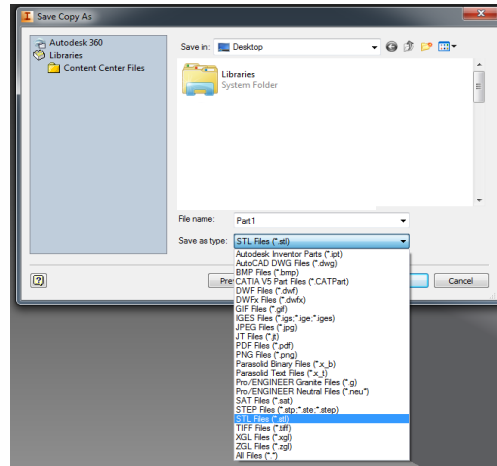 Save Copy As
Autodesk 360
Libraries
Content Center Files
Save in: Desktop
Libraries
System Folder
File name: Part1
Save as type: STL Files (*.stl)
Autodesk Inventor Parts (*.ipt)
AutoCAD DWG Files (*.dwg)
BMP Files (*.bmp)
CATIA V5 Part Files (*.CATPart)
DWF Files (*.dwf)
DWFx Files (*.dwfx)
GIF Files (*.gif)
IGES Files (*.igs;*.ige;*.iges)
JPEG Files (*.jpg)
JT Files (*.jt)
PDF Files (*.pdf)
PNG Files (*.png)
Parasolid Binary Files (*.x_b)
Parasolid Text Files (*.x_t)
Pro/ENGINEER Granite Files (*.g)
Pro/ENGINEER Neutral Files (*.neu*)
SAT Files (*.sat)
STEP Files (*.stp;*.ste;*.step)
STL Files (*.stl)
TIFF Files (*.tiff)
XGL Files (*.xgl)
ZGL Files (*.zgl)
All Files (*.*)
Cancel